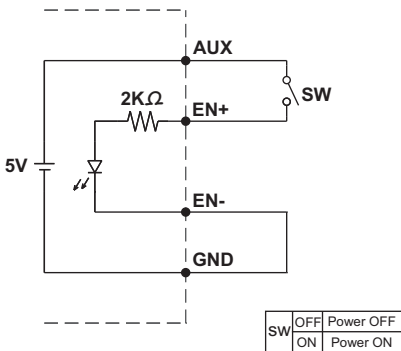 AUX
2KΩ
SW
EN+
5V
EN-
GND
SW OFF Power OFF
ON Power ON